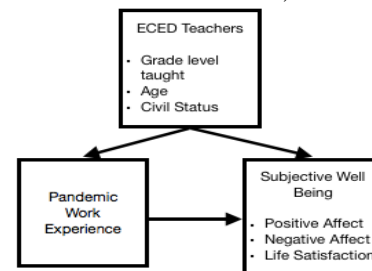 ECED Teachers
• Grade level
taught
• Age
• Civil Status
Pandemic
Work
Experience
Subjective Well
Being
• Positive Affect
• Negative Affect
• Life Satisfaction